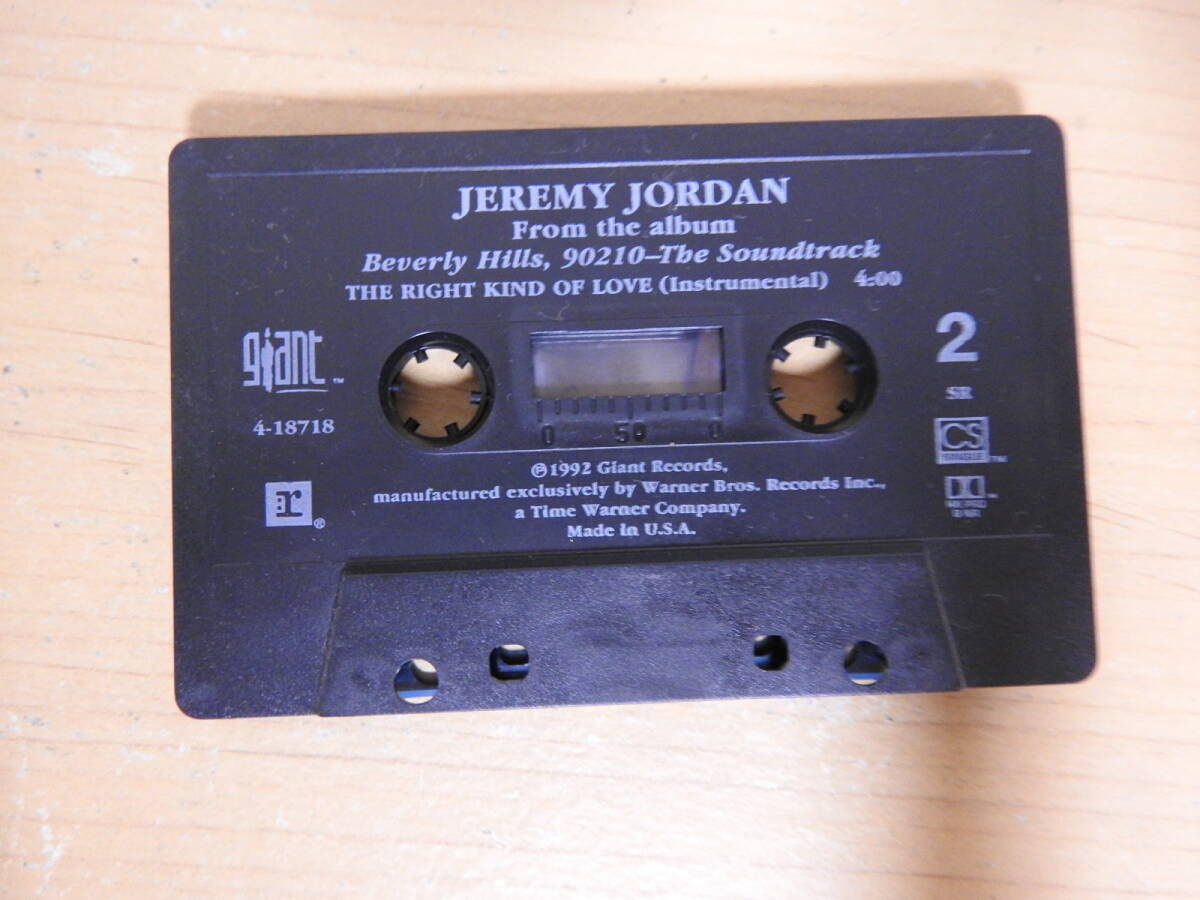 JEREMY JORDAN
From the album
Beverly Hills, 90210–The Soundtrack
THE RIGHT KIND OF LOVE (Instrumental) 4:00
giant™
4-18718
2
SR
CS
SINGLE™
0 50 0
℗1992 Giant Records,
manufactured exclusively by Warner Bros. Records Inc.,
a Time Warner Company.
Made in U.S.A.
r®